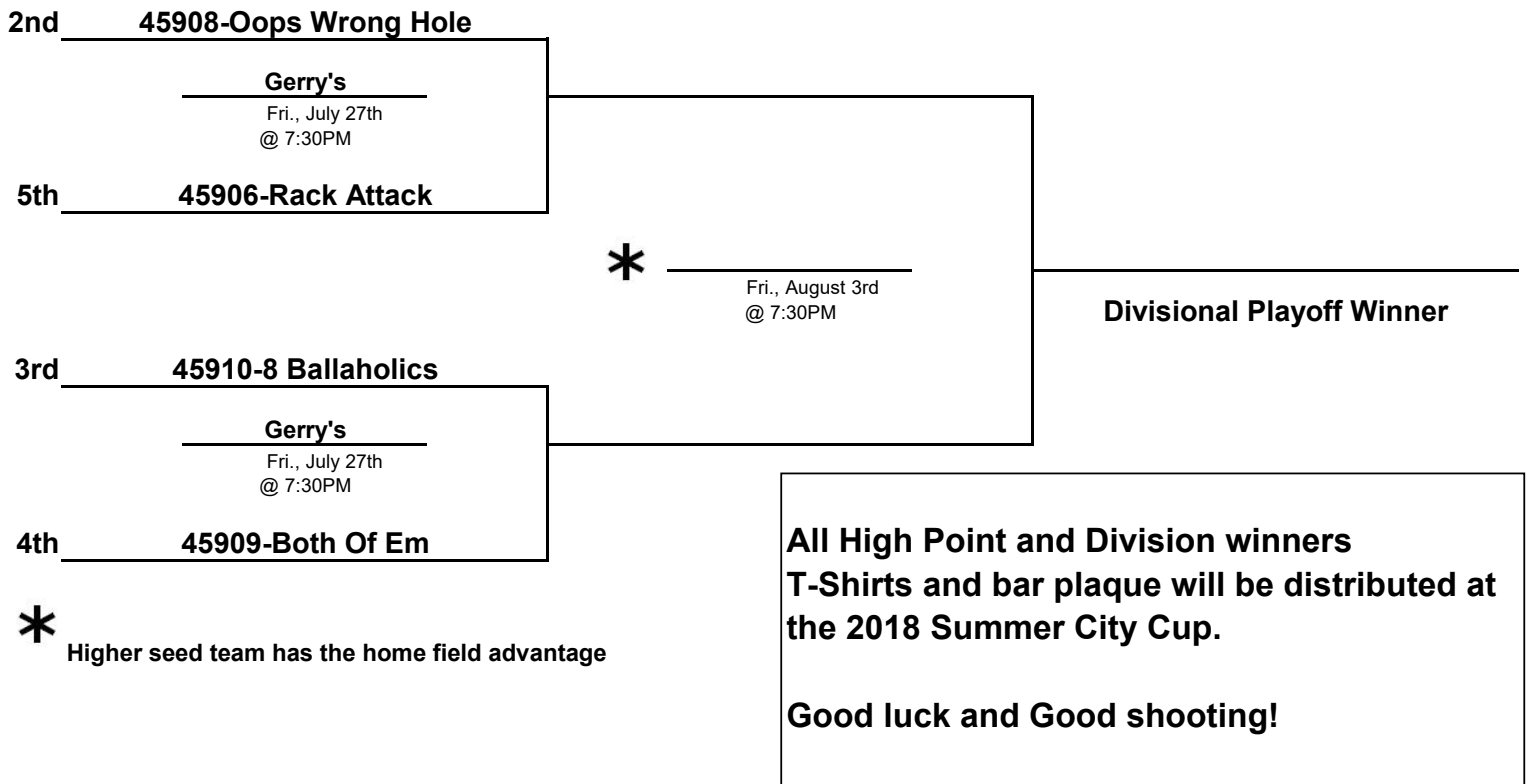 2nd 45908-Oops Wrong Hole
Gerry's
Fri., July 27th
@ 7:30PM
5th 45906-Rack Attack
*
Fri., August 3rd
@ 7:30PM
Divisional Playoff Winner
3rd 45910-8 Ballaholics
Gerry's
Fri., July 27th
@ 7:30PM
4th 45909-Both Of Em
* Higher seed team has the home field advantage
All High Point and Division winners
T-Shirts and bar plaque will be distributed at
the 2018 Summer City Cup.
Good luck and Good shooting!